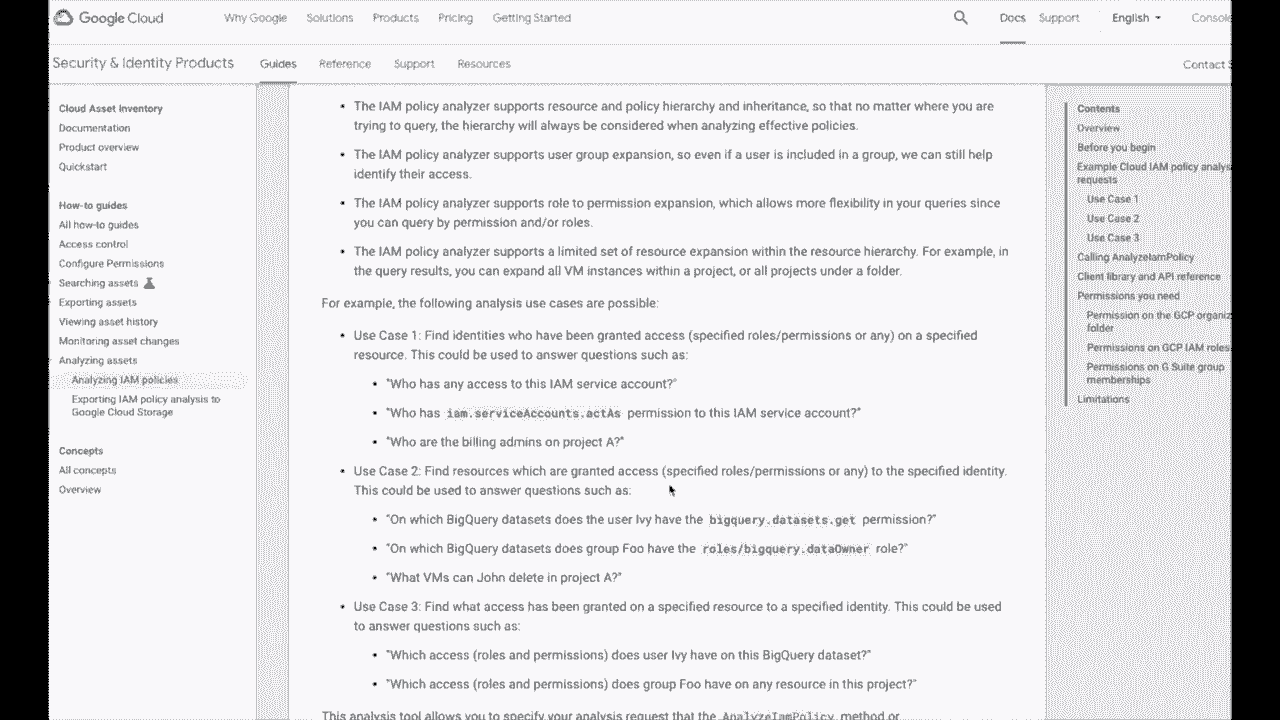 Google Cloud
Why Google
Solutions
Products
Pricing
Getting Started
Docs
Support
English
Console
Security & Identity Products
Guides
Reference
Support
Resources
Contact S
Cloud Asset Inventory
Documentation
Product overview
Quickstart
How-to guides
All how-to guides
Access control
Configure Permissions
Searching assets
Exporting assets
Viewing asset history
Monitoring asset changes
Analyzing assets
Analyzing IAM policies
Exporting IAM policy analysis to
Google Cloud Storage
Concepts
All concepts
Overview
• The IAM policy analyzer supports resource and policy hierarchy and inheritance, so that no matter where you are
trying to query, the hierarchy will always be considered when analyzing effective policies.
• The IAM policy analyzer supports user group expansion, so even if a user is included in a group, we can still help
identify their access.
• The IAM policy analyzer supports role to permission expansion, which allows more flexibility in your queries since
you can query by permission and/or roles.
• The IAM policy analyzer supports a limited set of resource expansion within the resource hierarchy. For example, in
the query results, you can expand all VM instances within a project, or all projects under a folder.
For example, the following analysis use cases are possible:
• Use Case 1: Find identities who have been granted access (specified roles/permissions or any) on a specified
resource. This could be used to answer questions such as:
• "Who has any access to this IAM service account?"
• "Who has iam.serviceAccounts.actAs permission to this IAM service account?"
• "Who are the billing admins on project A?"
• Use Case 2: Find resources which are granted access (specified roles/permissions or any) to the specified identity.
This could be used to answer questions such as:
• "On which BigQuery datasets does the user Ivy have the bigquery.datasets.get permission?"
• "On which BigQuery datasets does group Foo have the roles/bigquery.dataOwner role?"
• "What VMs can John delete in project A?"
• Use Case 3: Find what access has been granted on a specified resource to a specified identity. This could be used
to answer questions such as:
• "Which access (roles and permissions) does user Ivy have on this BigQuery dataset?"
• "Which access (roles and permissions) does group Foo have on any resource in this project?"
This analysis tool allows you to specify your analysis request that the AnalyzeIamPolicy method or
Contents
Overview
Before you begin
Example Cloud IAM policy analys
requests
Use Case 1
Use Case 2
Use Case 3
Calling AnalyzeIamPolicy
Client library and API reference
Permissions you need
Permission on the GCP organiz
folder
Permissions on GCP IAM roles
Permissions on G Suite group
memberships
Limitations